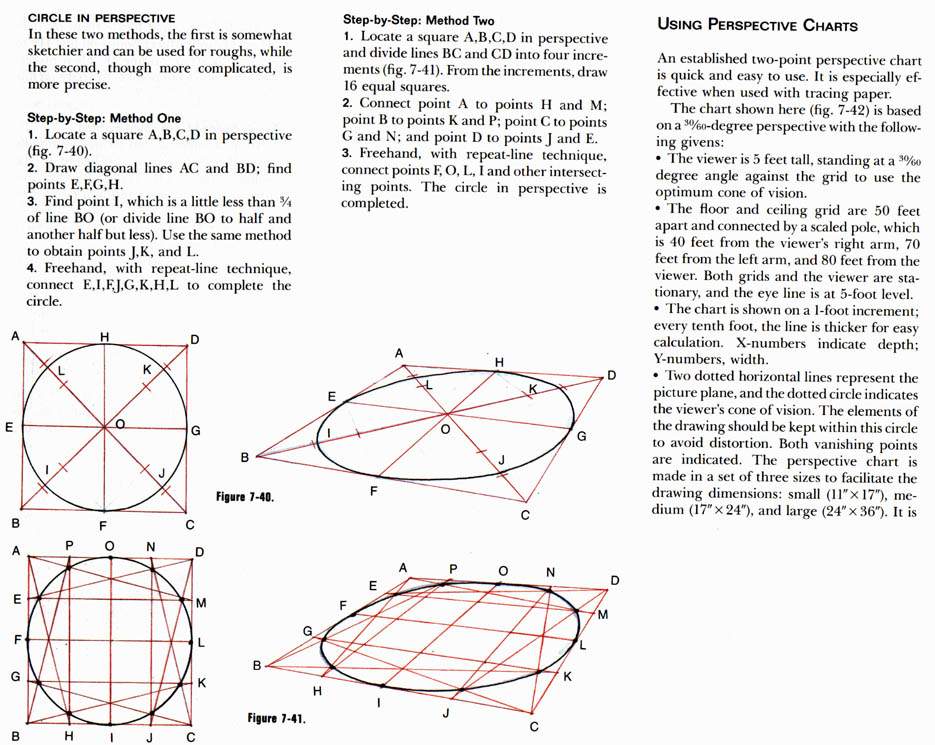 CIRCLE IN PERSPECTIVE
In these two methods, the first is somewhat
sketchier and can be used for roughs, while
the second, though more complicated, is
more precise.
Step-by-Step: Method One
1. Locate a square A,B,C,D in perspective
(fig. 7-40).
2. Draw diagonal lines AC and BD; find
points E,F,G,H.
3. Find point I, which is a little less than ¾
of line BO (or divide line BO to half and
another half but less). Use the same method
to obtain points J,K, and L.
4. Freehand, with repeat-line technique,
connect E,I,F,J,G,K,H,L to complete the
circle.
Step-by-Step: Method Two
1. Locate a square A,B,C,D in perspective
and divide lines BC and CD into four incre-
ments (fig. 7-41). From the increments, draw
16 equal squares.
2. Connect point A to points H and M;
point B to points K and P; point C to points
G and N; and point D to points J and E.
3. Freehand, with repeat-line technique,
connect points F, O, L, I and other intersect-
ing points. The circle in perspective is
completed.
USING PERSPECTIVE CHARTS
An established two-point perspective chart
is quick and easy to use. It is especially ef-
fective when used with tracing paper.
The chart shown here (fig. 7-42) is based
on a 30/60-degree perspective with the follow-
ing givens:
• The viewer is 5 feet tall, standing at a 30/60
degree angle against the grid to use the
optimum cone of vision.
• The floor and ceiling grid are 50 feet
apart and connected by a scaled pole, which
is 40 feet from the viewer's right arm, 70
feet from the left arm, and 80 feet from the
viewer. Both grids and the viewer are sta-
tionary, and the eye line is at 5-foot level.
• The chart is shown on a 1-foot increment;
every tenth foot, the line is thicker for easy
calculation. X-numbers indicate depth;
Y-numbers, width.
• Two dotted horizontal lines represent the
picture plane, and the dotted circle indicates
the viewer's cone of vision. The elements of
the drawing should be kept within this circle
to avoid distortion. Both vanishing points
are indicated. The perspective chart is
made in a set of three sizes to facilitate the
drawing dimensions: small (11″×17″), me-
dium (17″×24″), and large (24″×36″). It is
A H D
L K
E O G
I J
B F C
A H D
L K
E
I O G
B J
F C
Figure 7-40.
A P O N D
E M
F L
G K
B H I J C
A P O N D
E
F M
G L
B K
H I J C
Figure 7-41.